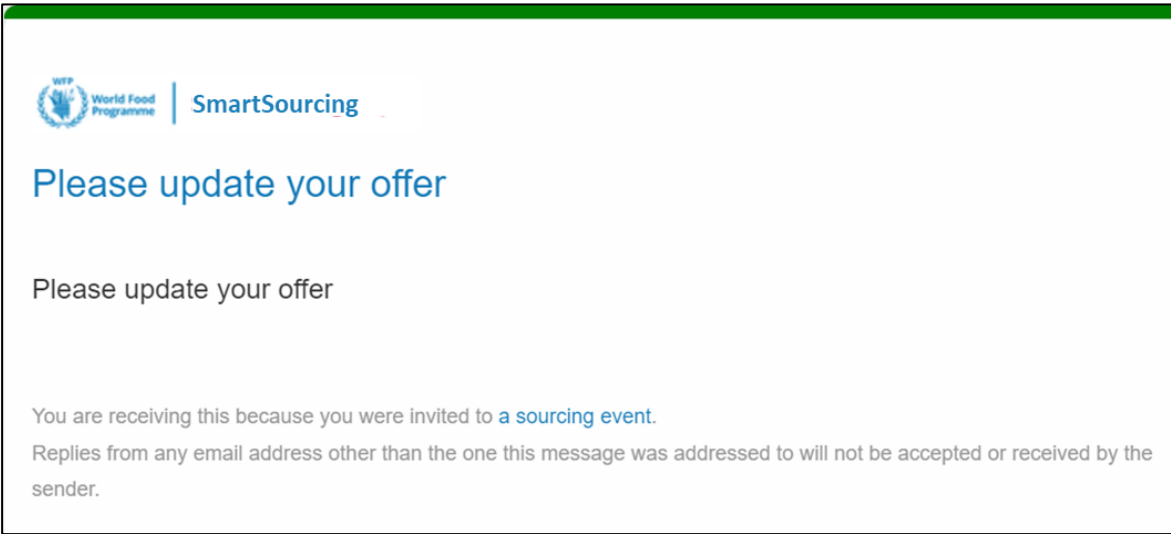 WFP
World Food
Programme
SmartSourcing
Please update your offer
Please update your offer
You are receiving this because you were invited to a sourcing event.
Replies from any email address other than the one this message was addressed to will not be accepted or received by the
sender.